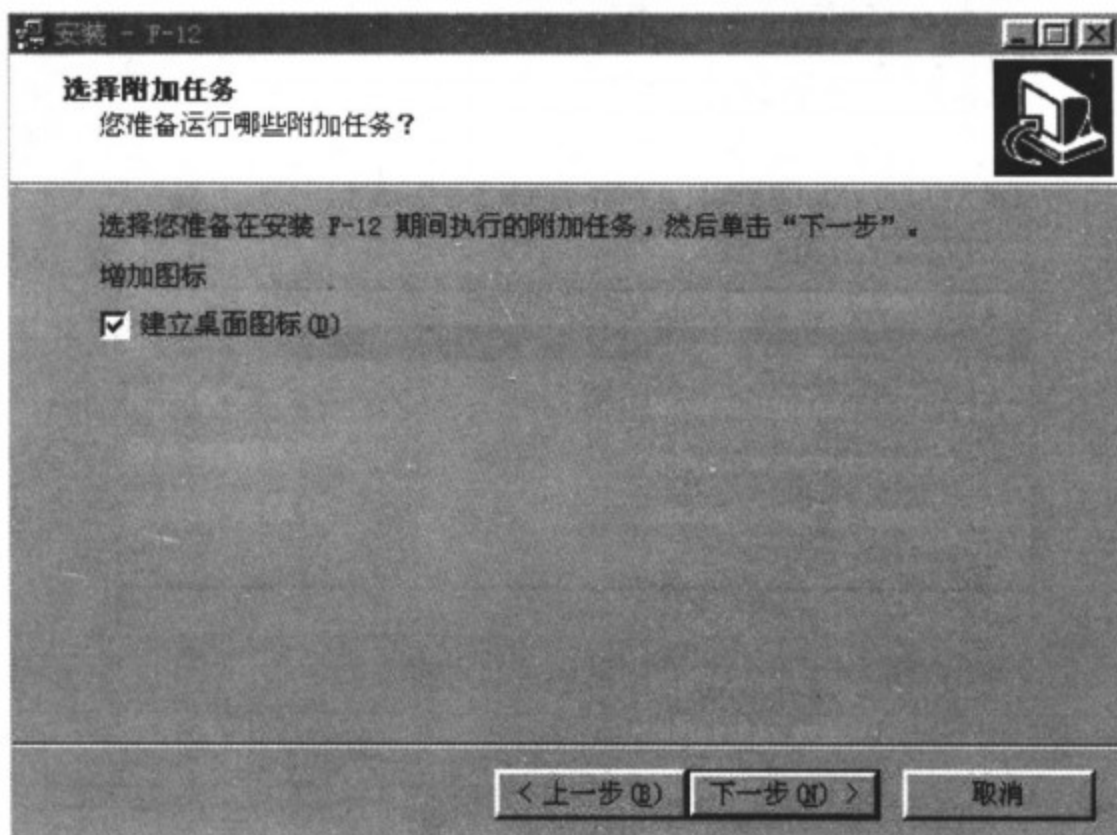 安装 - F-12
选择附加任务
您准备运行哪些附加任务？
选择您准备在安装 F-12 期间执行的附加任务，然后单击“下一步”。
增加图标
建立桌面图标(D)
< 上一步(B) 下一步(N) > 取消